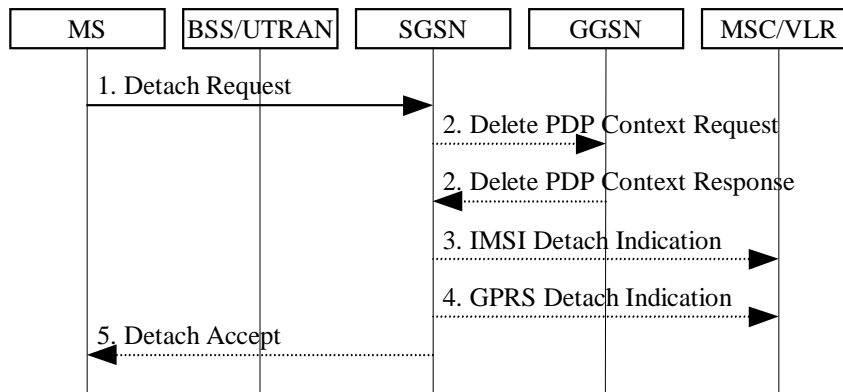 MS BSS/UTRAN SGSN GGSN MSC/VLR
1. Detach Request
2. Delete PDP Context Request
2. Delete PDP Context Response
3. IMSI Detach Indication
4. GPRS Detach Indication
5. Detach Accept